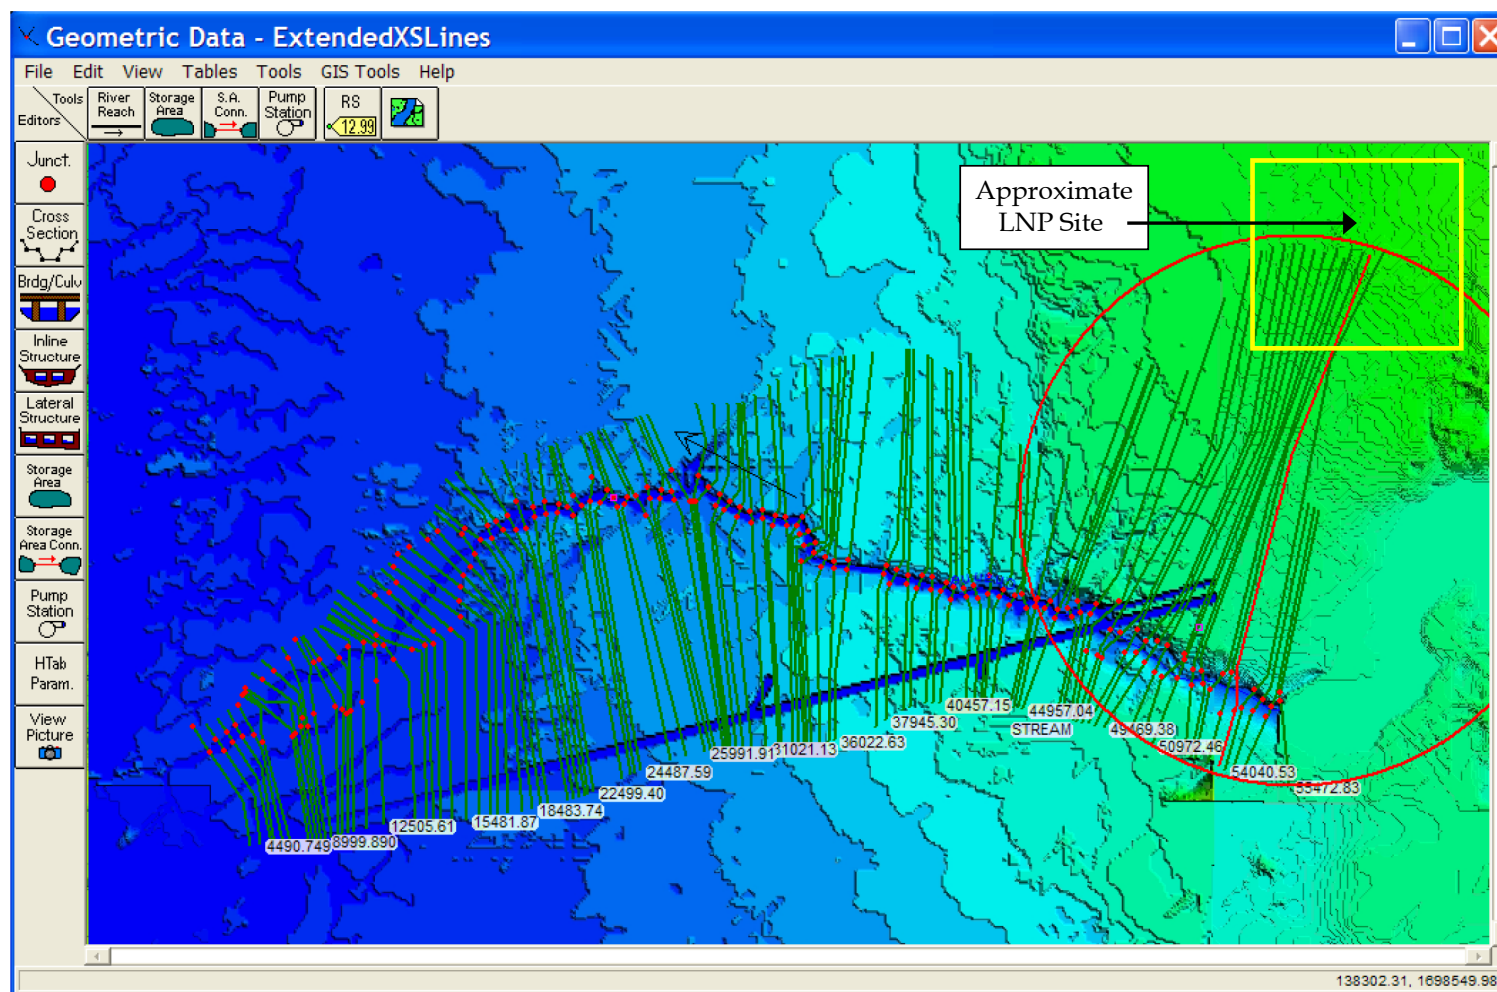 Geometric Data - ExtendedXSLines
File Edit View Tables Tools GIS Tools Help
Tools
Editors
River
Reach
Storage
Area
S.A.
Conn.
Pump
Station
RS
12.99
Junct.
Cross
Section
Brdg/Culv
Inline
Structure
Lateral
Structure
Storage
Area
Storage
Area Conn.
Pump
Station
HTab
Param.
View
Picture
Approximate
LNP Site
4490.749
8999.890
12505.61
15481.87
18483.74
22499.40
24487.59
25991.91
31021.13
36022.63
37945.30
40457.15
STREAM
44957.04
49469.38
50972.46
54040.53
55472.83
138302.31, 1698549.98